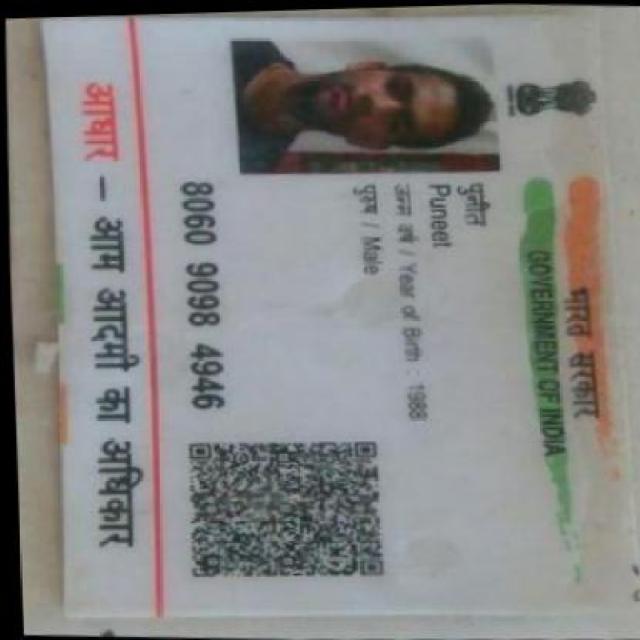 भारत सरकार
GOVERNMENT OF INDIA
पुनीत
Puneet
जन्म वर्ष / Year of Birth : 1988
पुरुष / Male
8060 9098 4946
आधार – आम आदमी का अधिकार